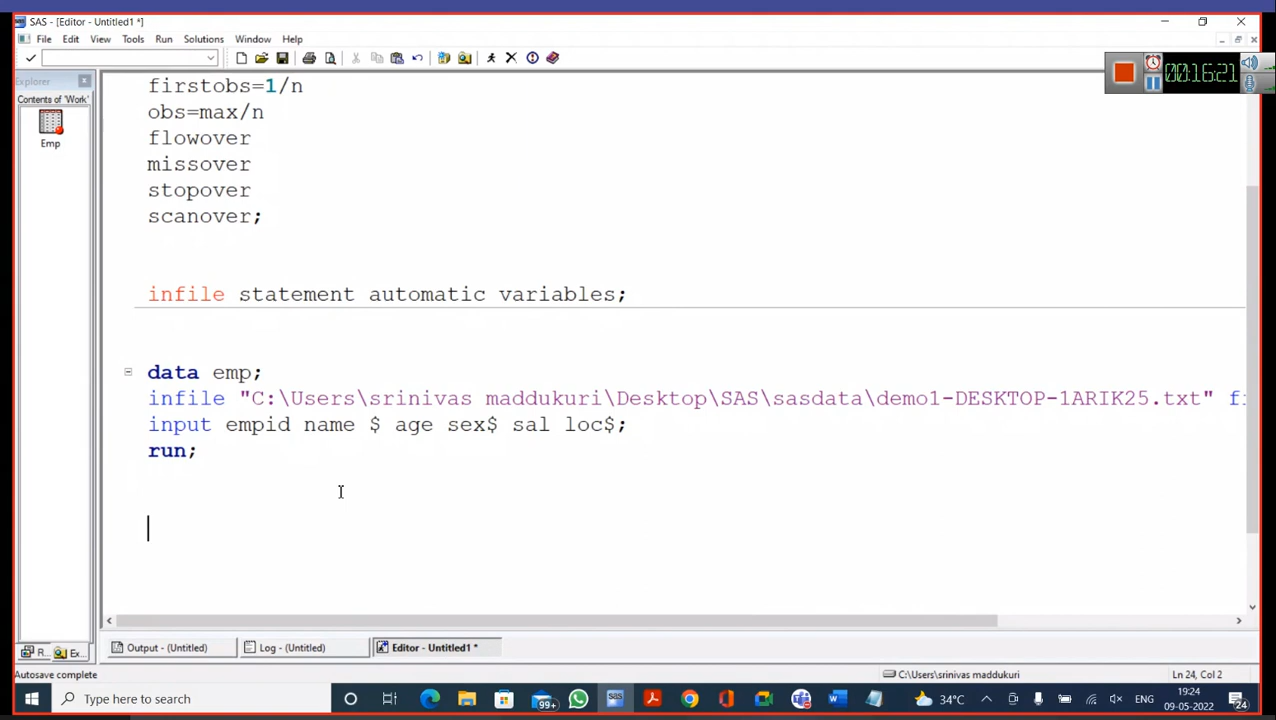 SAS - [Editor - Untitled1 *]
File Edit View Tools Run Solutions Window Help
00:16:21
Explorer
Contents of 'Work'
Emp
firstobs=1/n
obs=max/n
flowover
missover
stopover
scanover;
infile statement automatic variables;
data emp;
infile "C:\Users\srinivas maddukuri\Desktop\SAS\sasdata\demo1-DESKTOP-1ARIK25.txt" fi
input empid name $ age sex$ sal loc$;
run;
R... Ex... Output - (Untitled) Log - (Untitled) Editor - Untitled1 *
Autosave complete C:\Users\srinivas maddukuri Ln 24, Col 2
Type here to search 99+ 34°C ENG 19:24
09-05-2022 24